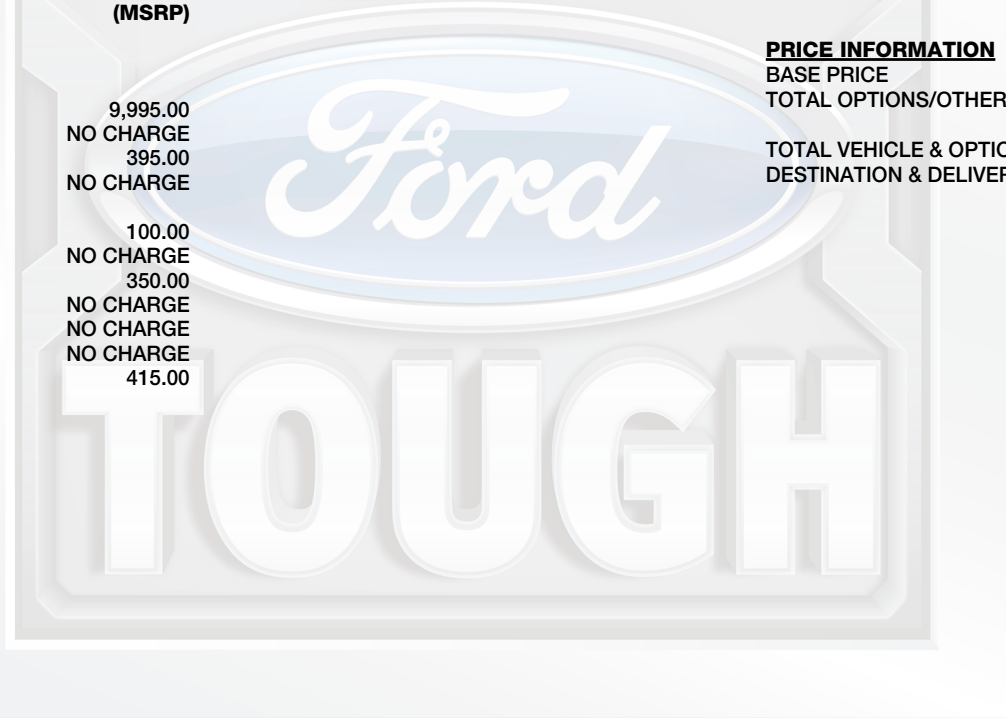 (MSRP)
9,995.00
NO CHARGE
395.00
NO CHARGE
100.00
NO CHARGE
350.00
NO CHARGE
NO CHARGE
NO CHARGE
415.00
PRICE INFORMATION
BASE PRICE
TOTAL OPTIONS/OTHER
TOTAL VEHICLE & OPTIO
DESTINATION & DELIVER
Ford
TOUGH